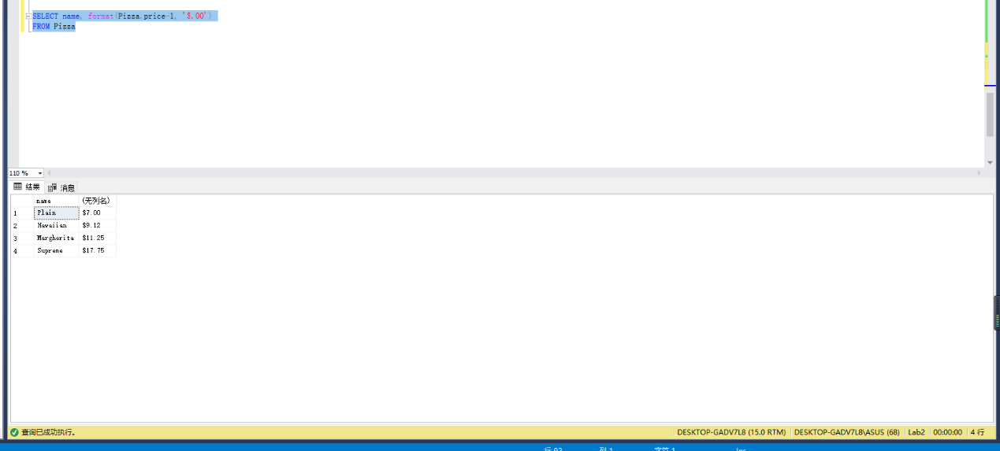 SELECT name, format(Pizza.price-1, '$.00')
FROM Pizza
110 %
结果 消息
name (无列名)
1 Plain $7.00
2 Hawaiian $9.12
3 Margherita $11.25
4 Supreme $17.75
查询已成功执行。 DESKTOP-GADV7L8 (15.0 RTM) DESKTOP-GADV7L8\ASUS (68) Lab2 00:00:00 4 行
行 92 列 1 字符 1 Ins